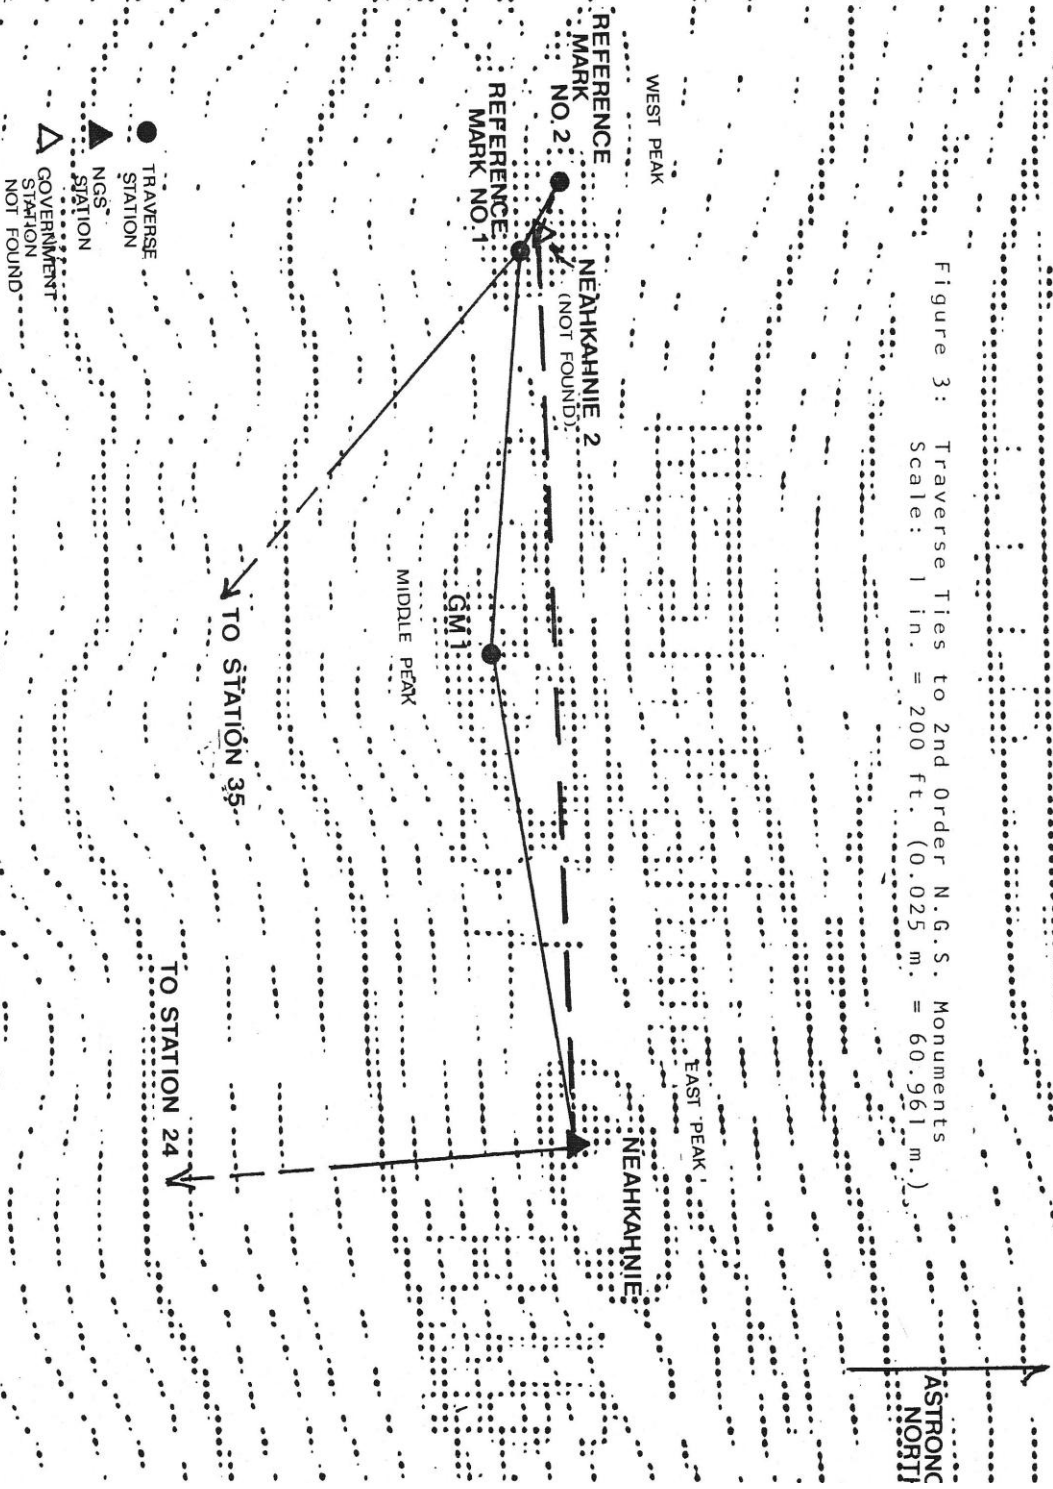 Figure 3: Traverse Ties to 2nd Order N.G.S. Monuments
Scale: 1 in. = 200 ft. (0.025 m. = 60.961 m.)
ASTRONO
NORTH
WEST PEAK
EAST PEAK
REFERENCE
MARK
NO. 2
NEAHKAHNIE 2
(NOT FOUND)
NEAHKAHNIE
REFERENCE
MARK NO. 1
GM 1
MIDDLE PEAK
TO STATION 35
TO STATION 24
TRAVERSE
STATION
NGS
STATION
GOVERNMENT
STATION
NOT FOUND